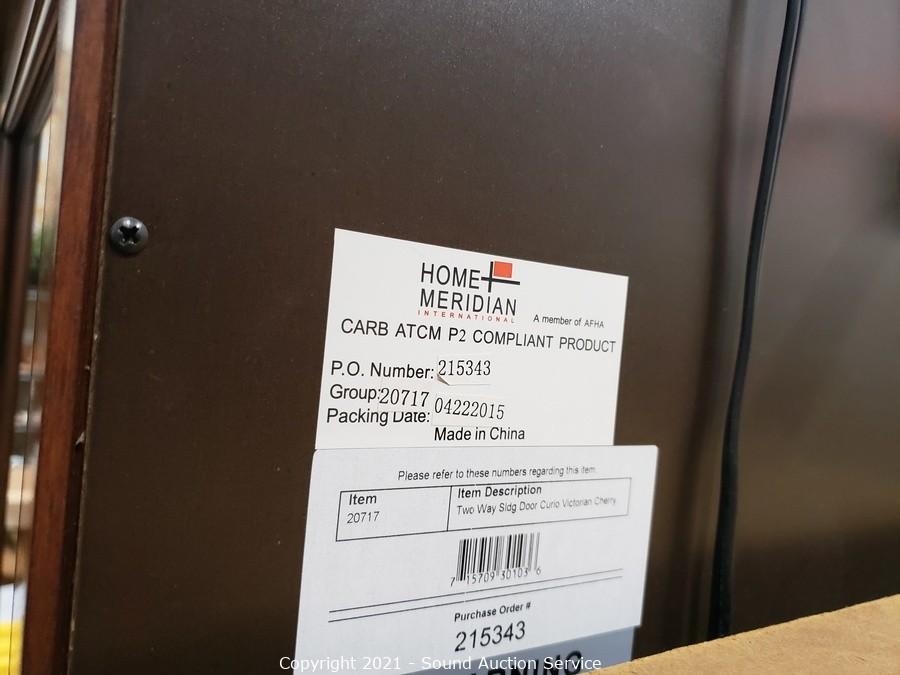 HOME MERIDIAN
INTERNATIONAL
A member of AFHA
CARB ATCM P2 COMPLIANT PRODUCT
P.O. Number: 215343
Group: 20717
Packing Date: 04222015
Made in China
Please refer to these numbers regarding this item.
Item
Item Description
20717
Two Way Sldg Door Curio Victorian Cherry
7 15709 30103 6
Purchase Order #
215343
WARNING
Copyright 2021 - Sound Auction Service